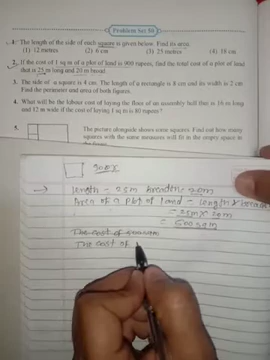 Problem Set 50
1. The length of the side of each square is given below. Find its area.
(1) 12 metres (2) 6 cm (3) 25 metres (4) 18 cm
2. If the cost of 1 sq m of a plot of land is 900 rupees, find the total cost of a plot of land
that is 25 m long and 20 m broad.
3. The side of a square is 4 cm. The length of a rectangle is 8 cm and its width is 2 cm.
Find the perimeter and area of both figures.
4. What will be the labour cost of laying the floor of an assembly hall that is 16 m long
and 12 m wide if the cost of laying 1 sq m is 80 rupees?
5. The picture alongside shows some squares. Find out how many
squares with the same measures will fit in the empty space in
length = 25m breadth = 20m
Area of a plot of land = length x breadth
= 25m x 20m
= 500 sqm
The cost of
The cost of